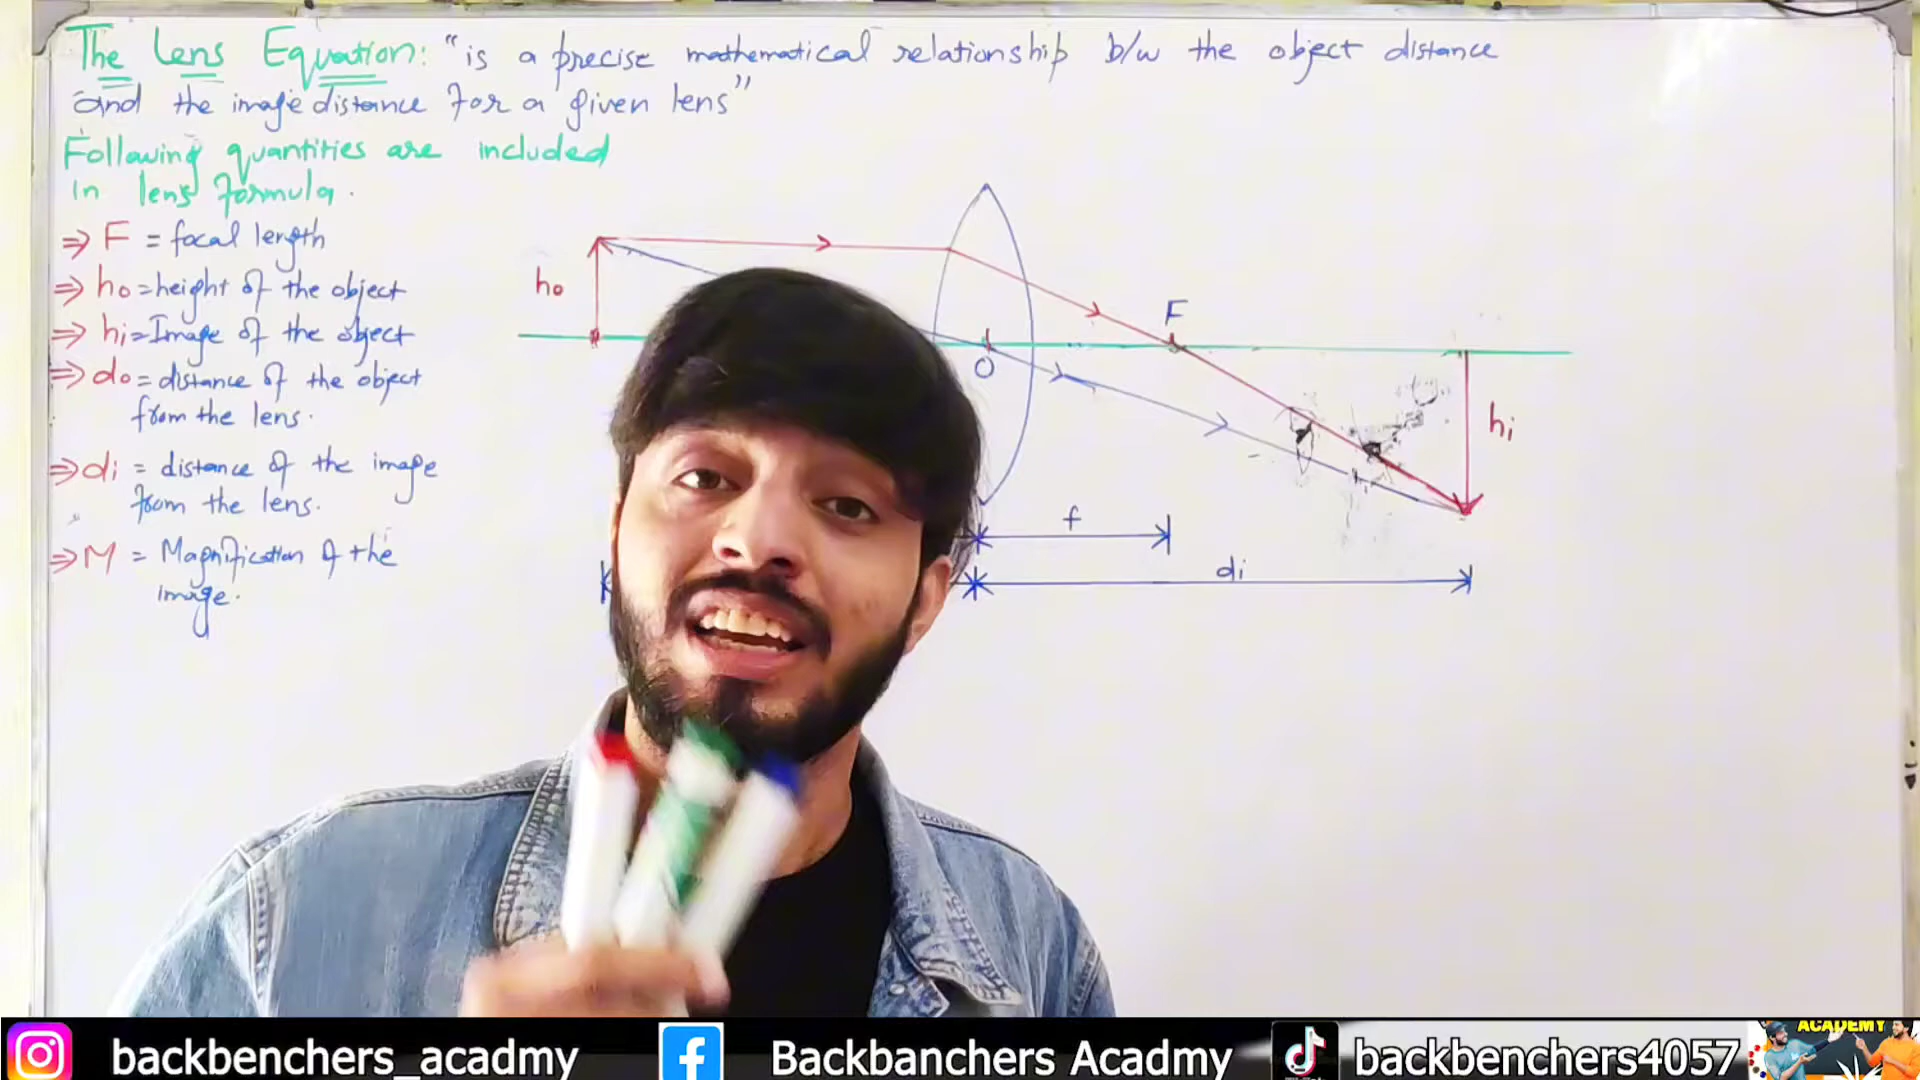 The Lens Equation: "is a precise mathematical relationship b/w the object distance
and the image distance for a given lens"
Following quantities are included
in lens formula.
⇒ F = focal length
⇒ ho = height of the object
⇒ hi = Image of the object
⇒ do = distance of the object
from the lens.
⇒ di = distance of the image
from the lens.
⇒ M = Magnification of the
image.
ho
F
O
hi
f
di
backbenchers_acadmy
Backbanchers Acadmy
backbenchers4057
ACADEMY